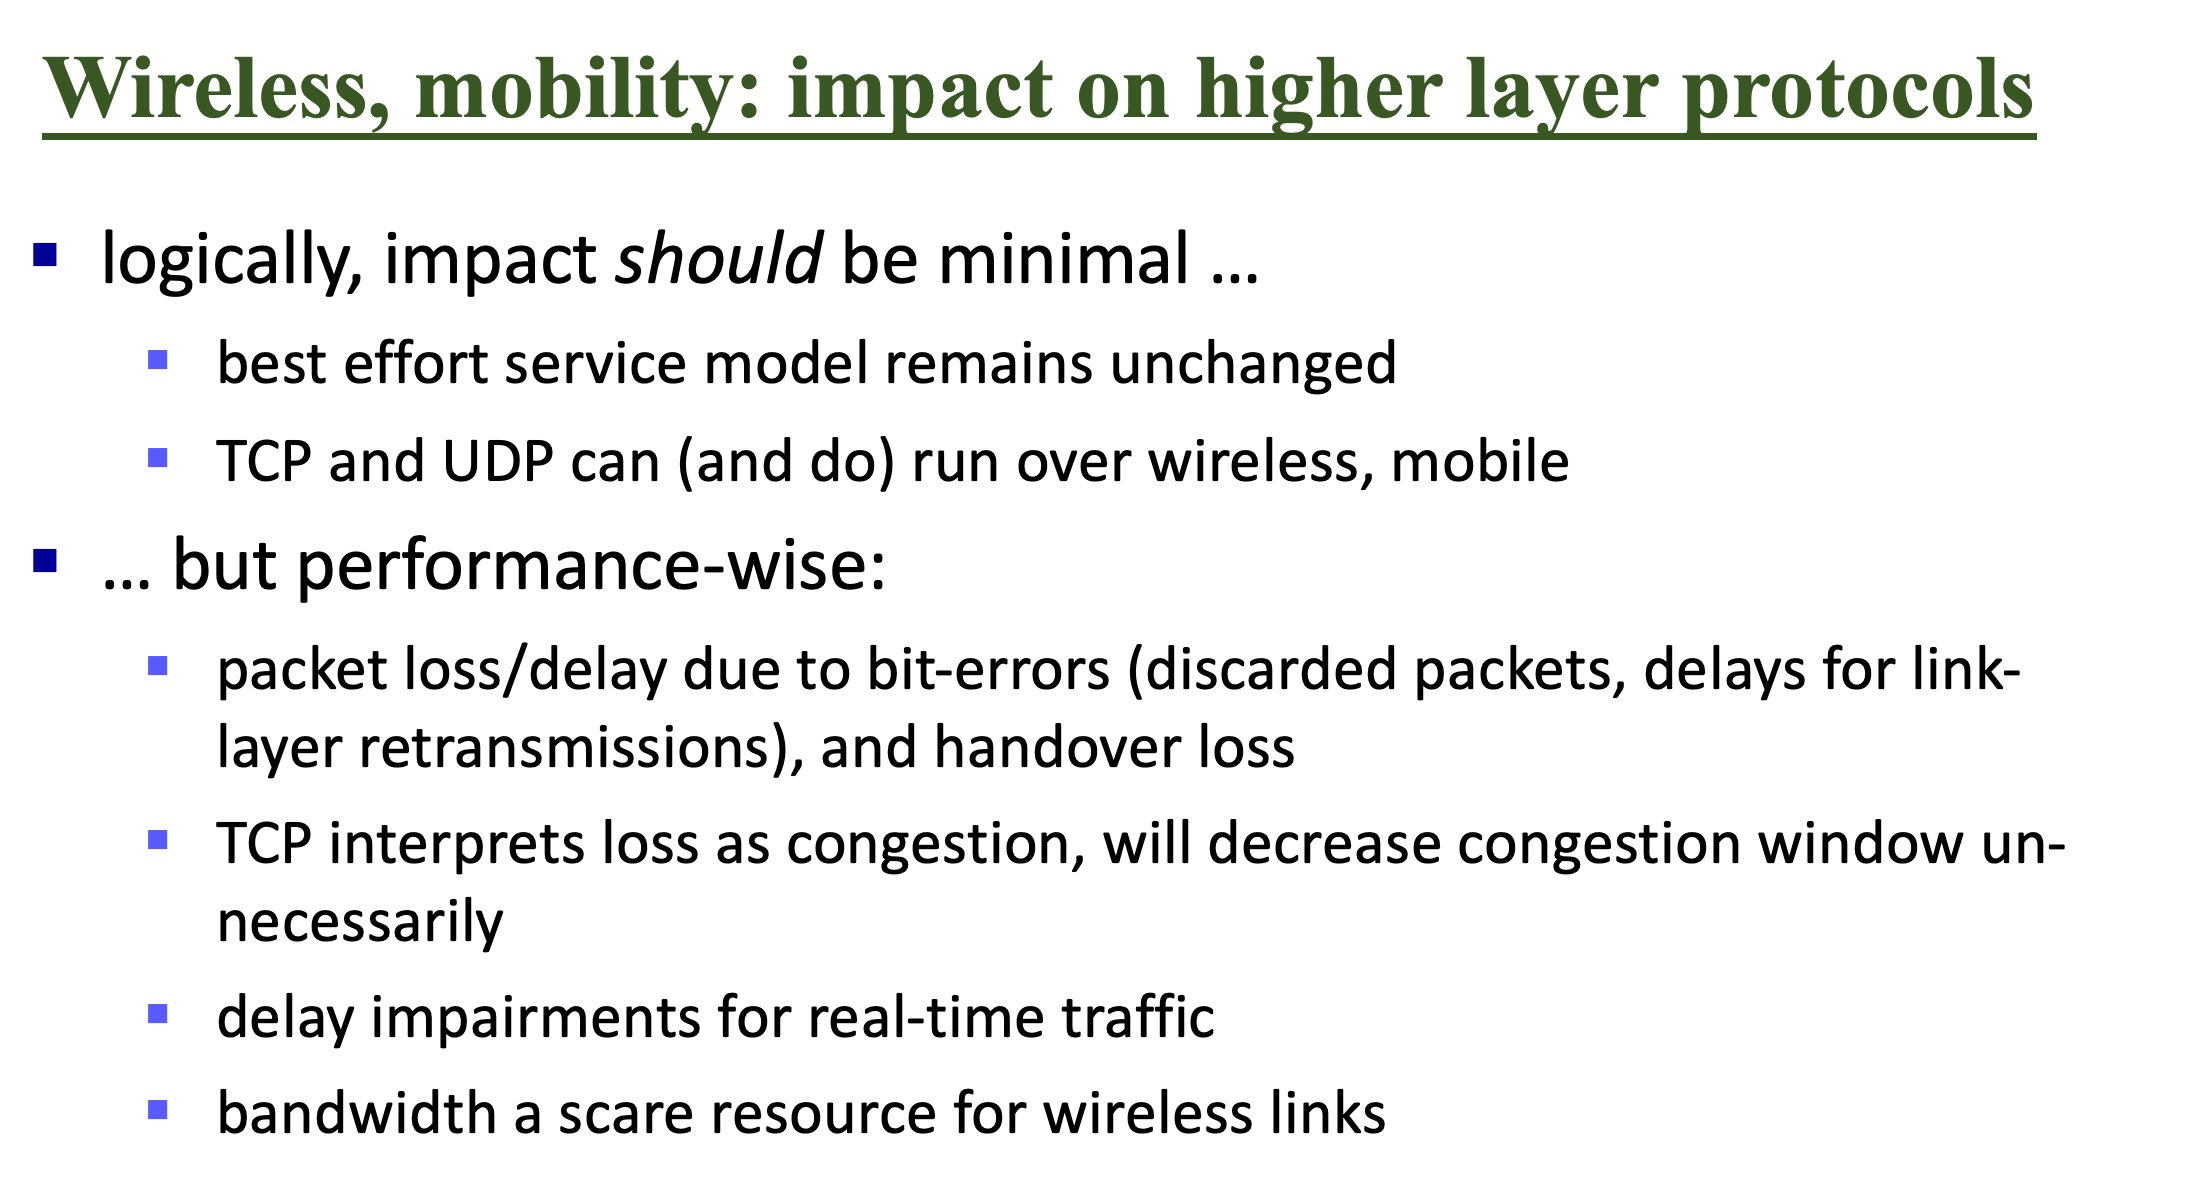 Wireless, mobility: impact on higher layer protocols
logically, impact should be minimal …
best effort service model remains unchanged
TCP and UDP can (and do) run over wireless, mobile
… but performance-wise:
packet loss/delay due to bit-errors (discarded packets, delays for link-
layer retransmissions), and handover loss
TCP interprets loss as congestion, will decrease congestion window un-
necessarily
delay impairments for real-time traffic
bandwidth a scare resource for wireless links